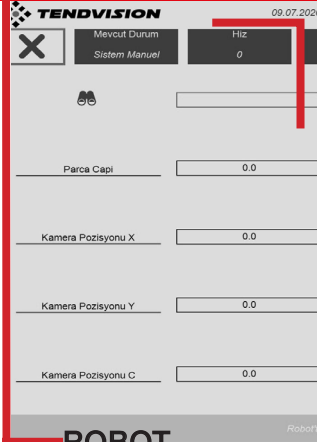 TENDVISION 09.07.2020
Mevcut Durum Hiz
Sistem Manuel 0
Parca Capi 0.0
Kamera Pozisyonu X 0.0
Kamera Pozisyonu Y 0.0
Kamera Pozisyonu C 0.0
ROBOT